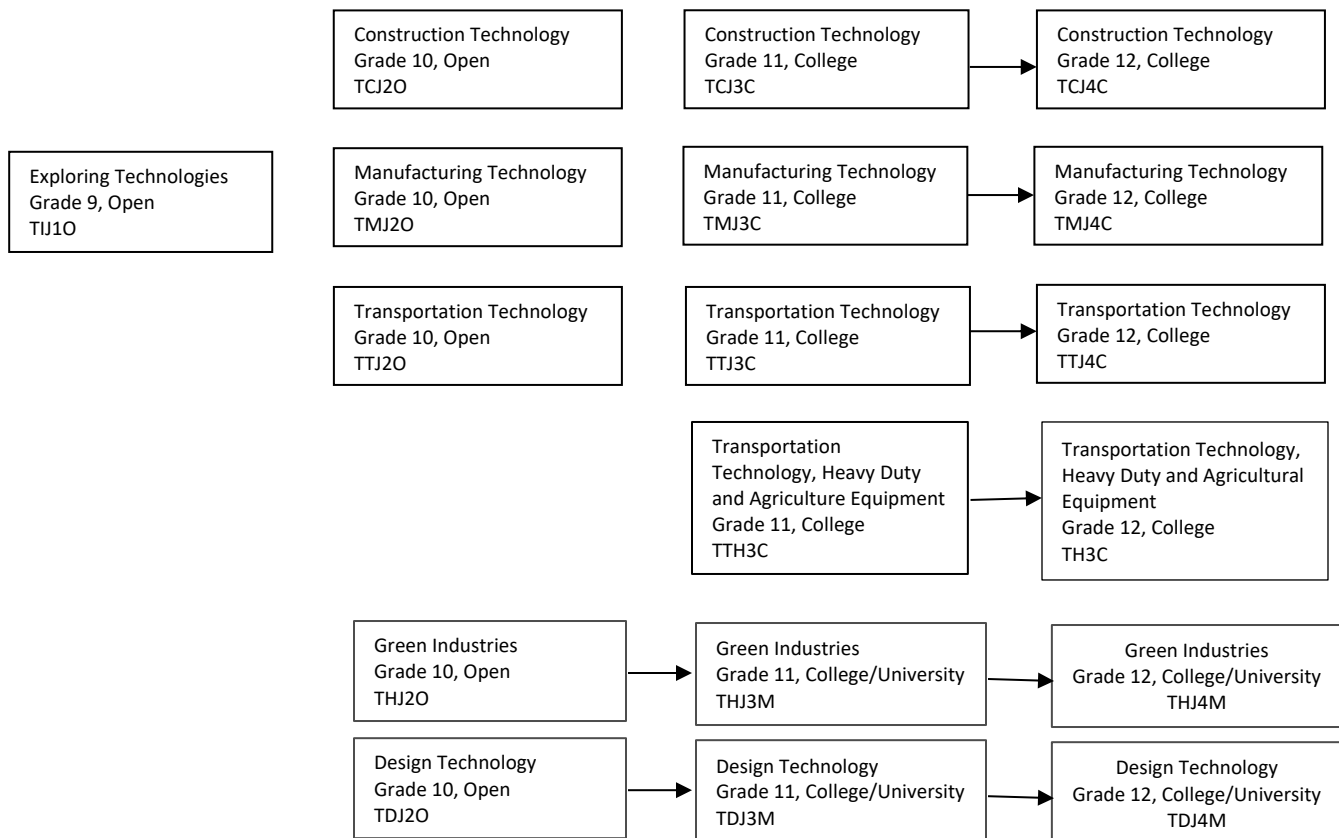 Construction Technology
Grade 10, Open
TCJ2O
Construction Technology
Grade 11, College
TCJ3C
Construction Technology
Grade 12, College
TCJ4C
Exploring Technologies
Grade 9, Open
TIJ1O
Manufacturing Technology
Grade 10, Open
TMJ2O
Manufacturing Technology
Grade 11, College
TMJ3C
Manufacturing Technology
Grade 12, College
TMJ4C
Transportation Technology
Grade 10, Open
TTJ2O
Transportation Technology
Grade 11, College
TTJ3C
Transportation Technology
Grade 12, College
TTJ4C
Transportation
Technology, Heavy Duty
and Agriculture Equipment
Grade 11, College
TTH3C
Transportation Technology,
Heavy Duty and Agricultural
Equipment
Grade 12, College
TH3C
Green Industries
Grade 10, Open
THJ2O
Green Industries
Grade 11, College/University
THJ3M
Green Industries
Grade 12, College/University
THJ4M
Design Technology
Grade 10, Open
TDJ2O
Design Technology
Grade 11, College/University
TDJ3M
Design Technology
Grade 12, College/University
TDJ4M